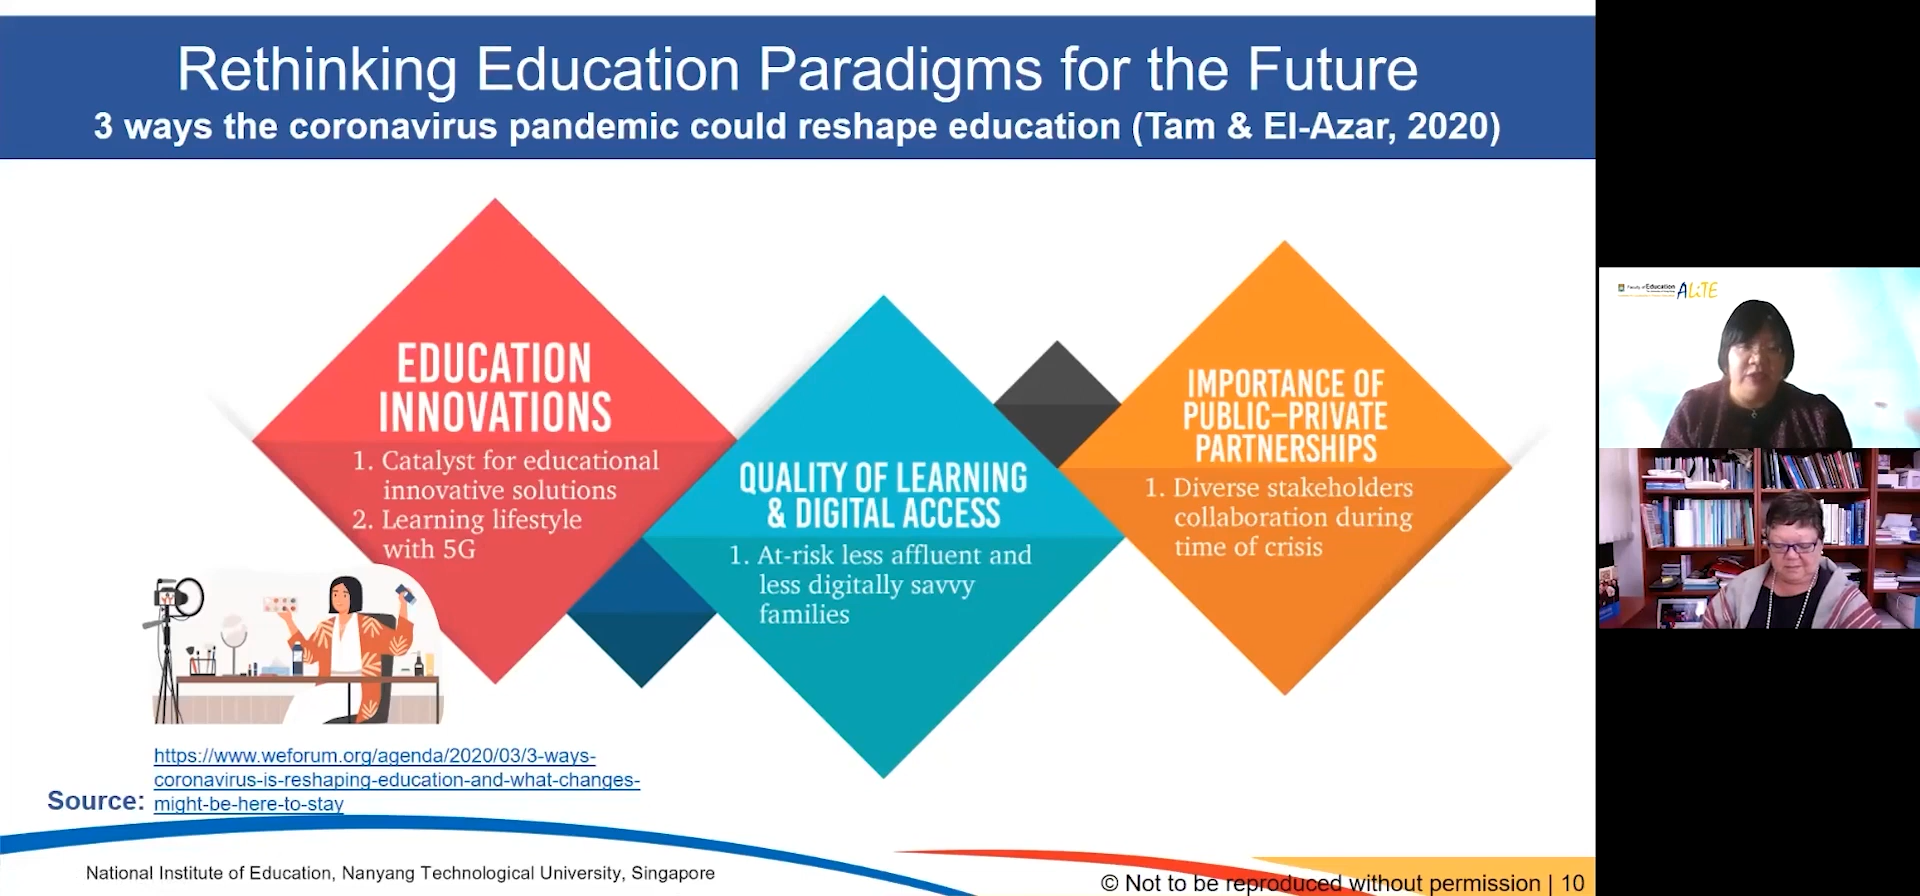 Rethinking Education Paradigms for the Future
3 ways the coronavirus pandemic could reshape education (Tam & El-Azar, 2020)
EDUCATION
INNOVATIONS
1. Catalyst for educational
innovative solutions
2. Learning lifestyle
with 5G
QUALITY OF LEARNING
& DIGITAL ACCESS
1. At-risk less affluent and
less digitally savvy
families
IMPORTANCE OF
PUBLIC–PRIVATE
PARTNERSHIPS
1. Diverse stakeholders
collaboration during
time of crisis
Source:
https://www.weforum.org/agenda/2020/03/3-ways-
coronavirus-is-reshaping-education-and-what-changes-
might-be-here-to-stay
National Institute of Education, Nanyang Technological University, Singapore
© Not to be reproduced without permission | 10
Faculty of Education
ALiTE